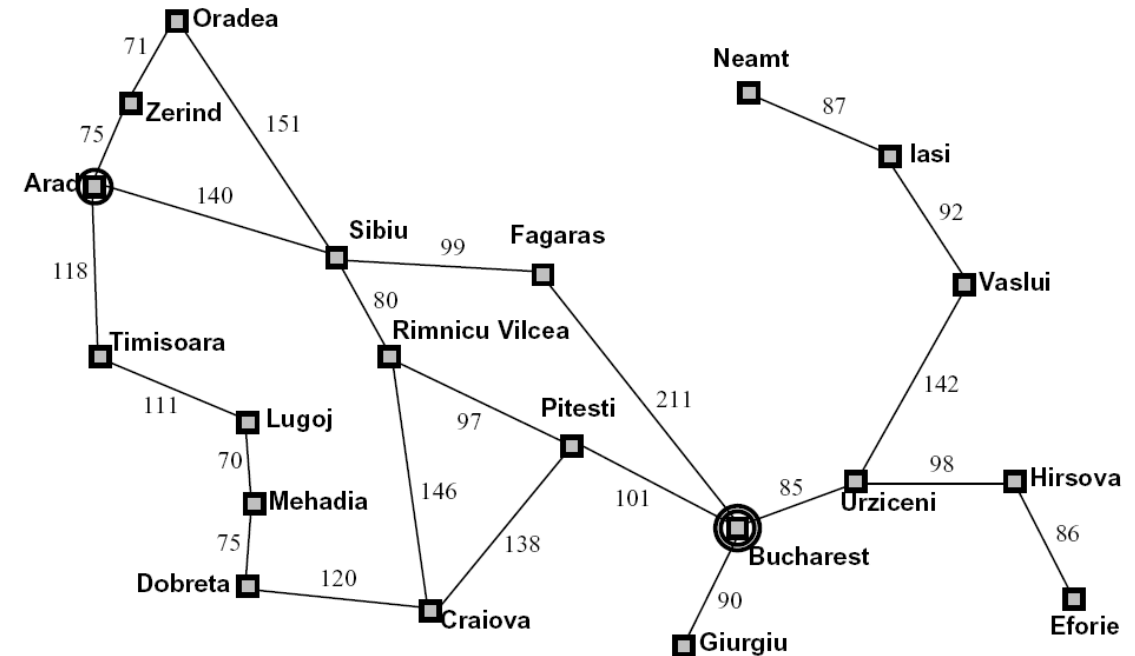 Oradea
71
Neamt
Zerind
87
151
75
Iasi
Arad
140
92
Sibiu
Fagaras
99
118
Vaslui
80
Rimnicu Vilcea
Timisoara
142
211
111
Pitesti
Lugoj
97
70
98
Hirsova
146
101
85
Mehadia
Urziceni
86
75
138
Bucharest
120
Dobreta
90
Craiova
Eforie
Giurgiu